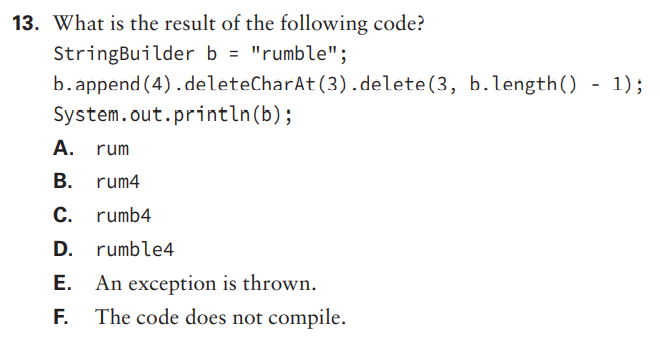 13. What is the result of the following code?
StringBuilder b = "rumble";
b.append(4).deleteCharAt(3).delete(3, b.length() - 1);
System.out.println(b);
A. rum
B. rum4
C. rumb4
D. rumble4
E. An exception is thrown.
F. The code does not compile.